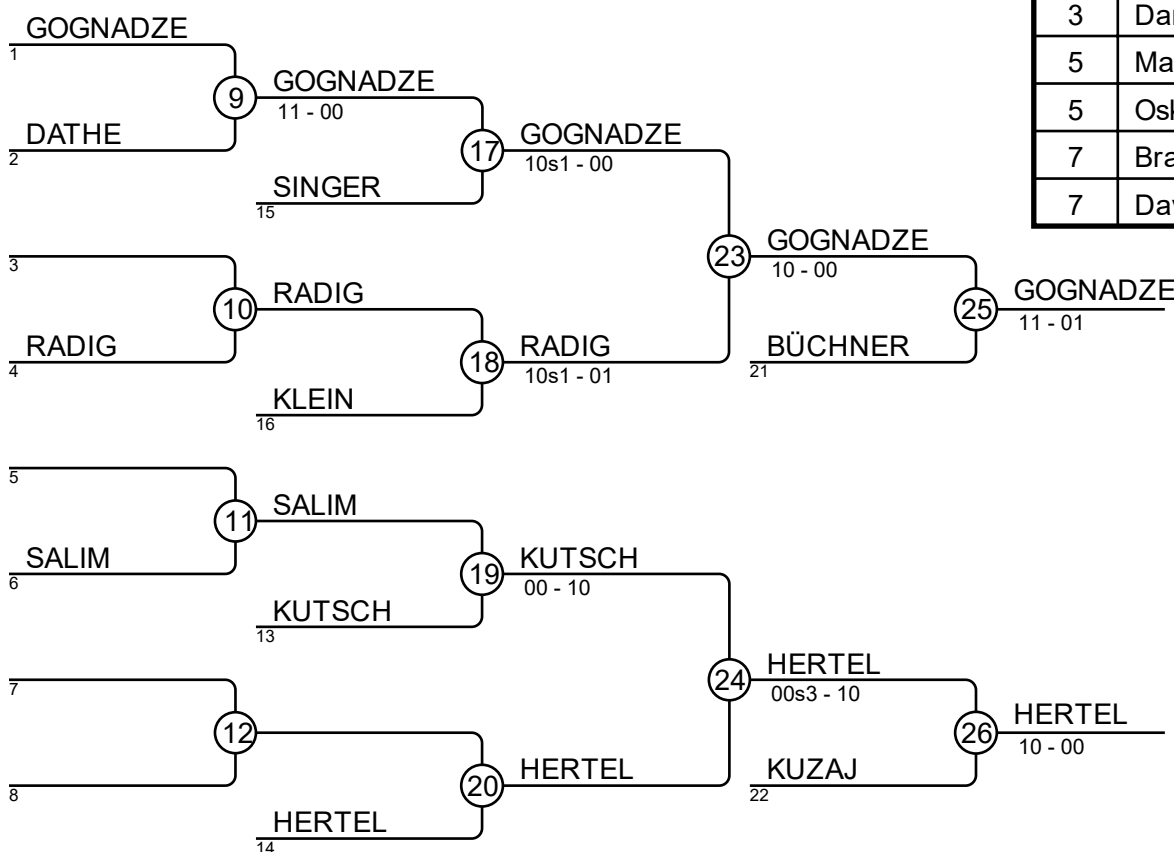 GOGNADZE
1
9
GOGNADZE
11 - 00
DATHE
2
17
GOGNADZE
10s1 - 00
SINGER
15
3
10
RADIG
RADIG
4
18
RADIG
10s1 - 01
KLEIN
16
23
GOGNADZE
10 - 00
BÜCHNER
21
25
GOGNADZE
11 - 01
5
11
SALIM
SALIM
6
19
KUTSCH
00 - 10
KUTSCH
13
7
12
8
20
HERTEL
HERTEL
14
24
HERTEL
00s3 - 10
KUZAJ
22
26
HERTEL
10 - 00
3
5
5
7
7